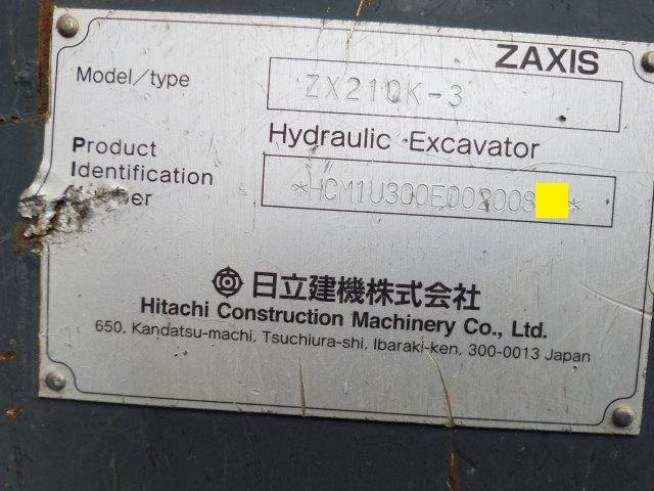 ZAXIS
Model/type
ZX210K-3
Hydraulic Excavator
Product
Identification
*HCM1U300E002008 *
日立建機株式会社
Hitachi Construction Machinery Co., Ltd.
650, Kandatsu-machi, Tsuchiura-shi, Ibaraki-ken, 300-0013 Japan